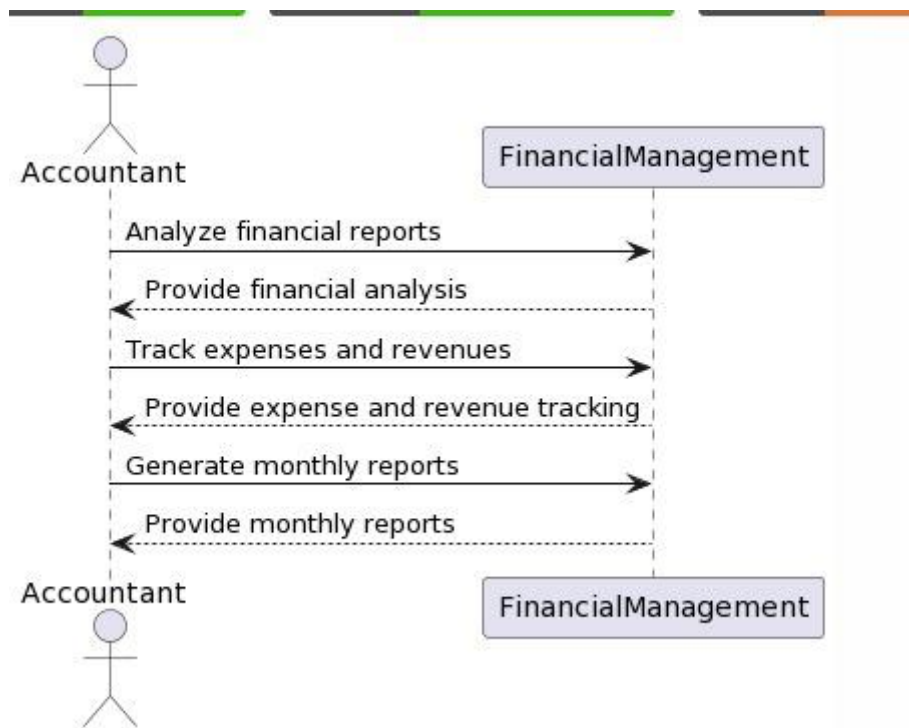 Accountant
FinancialManagement
Analyze financial reports
Provide financial analysis
Track expenses and revenues
Provide expense and revenue tracking
Generate monthly reports
Provide monthly reports
Accountant
FinancialManagement